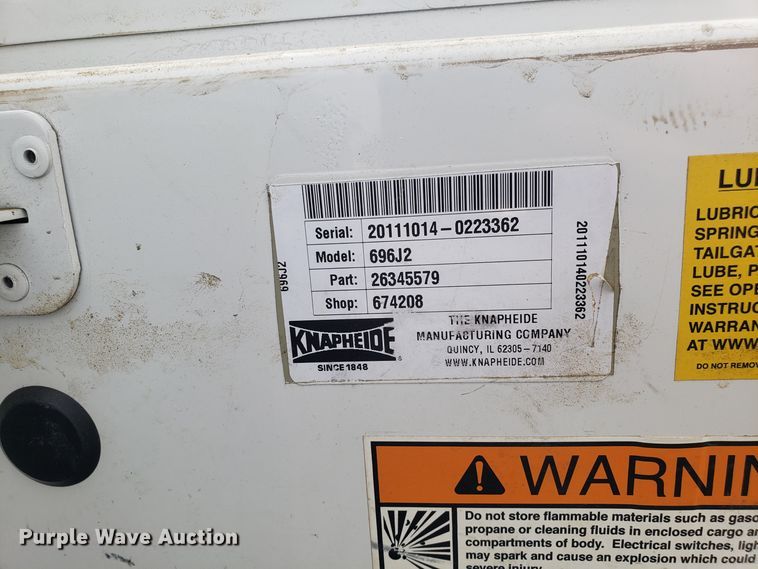 Serial: 20111014-0223362
Model: 696J2
Part: 26345579
Shop: 674208
696J2
201110140223362
KNAPHEIDE
SINCE 1848
THE KNAPHEIDE
MANUFACTURING COMPANY
QUINCY, IL 62305-7140
WWW.KNAPHEIDE.COM
LUBRIC
SPRING
TAILGAT
LUBE, P
SEE OPE
INSTRUC
WARRAN
AT WWW
DO NOT REMOV
WARNIN
Do not store flammable materials such as gaso
propane or cleaning fluids in enclosed cargo a
compartments of body. Electrical switches, ligh
may spark and cause an explosion which could
severe injury
Purple Wave Auction